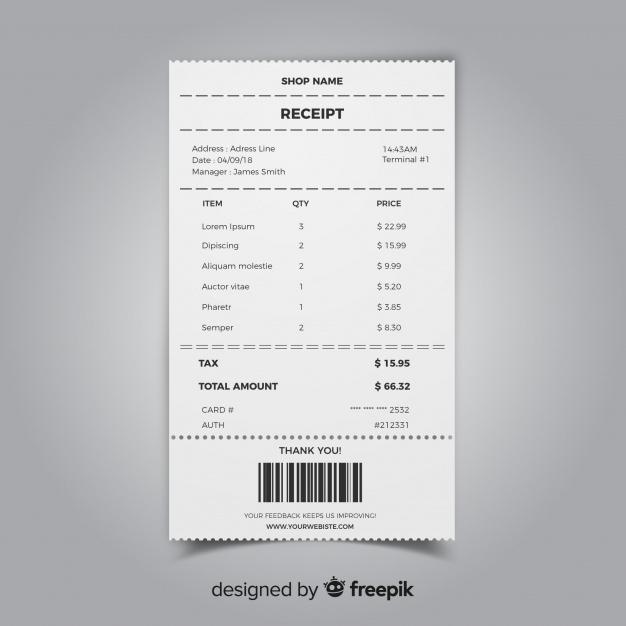 SHOP NAME
RECEIPT
Address : Adress Line
14:43AM
Date : 04/09/18
Terminal #1
Manager : James Smith
ITEM QTY PRICE
Lorem Ipsum 3 $ 22.99
Dipiscing 2 $ 15.99
Aliquam molestie 2 $ 9.99
Auctor vitae 1 $ 5.20
Pharetr 1 $ 3.85
Semper 2 $ 8.30
TAX $ 15.95
TOTAL AMOUNT $ 66.32
CARD # **** **** **** 2532
AUTH #212331
THANK YOU!
YOUR FEEDBACK KEEPS US IMPROVING!
WWW.YOURWEBISTE.COM
designed by freepik